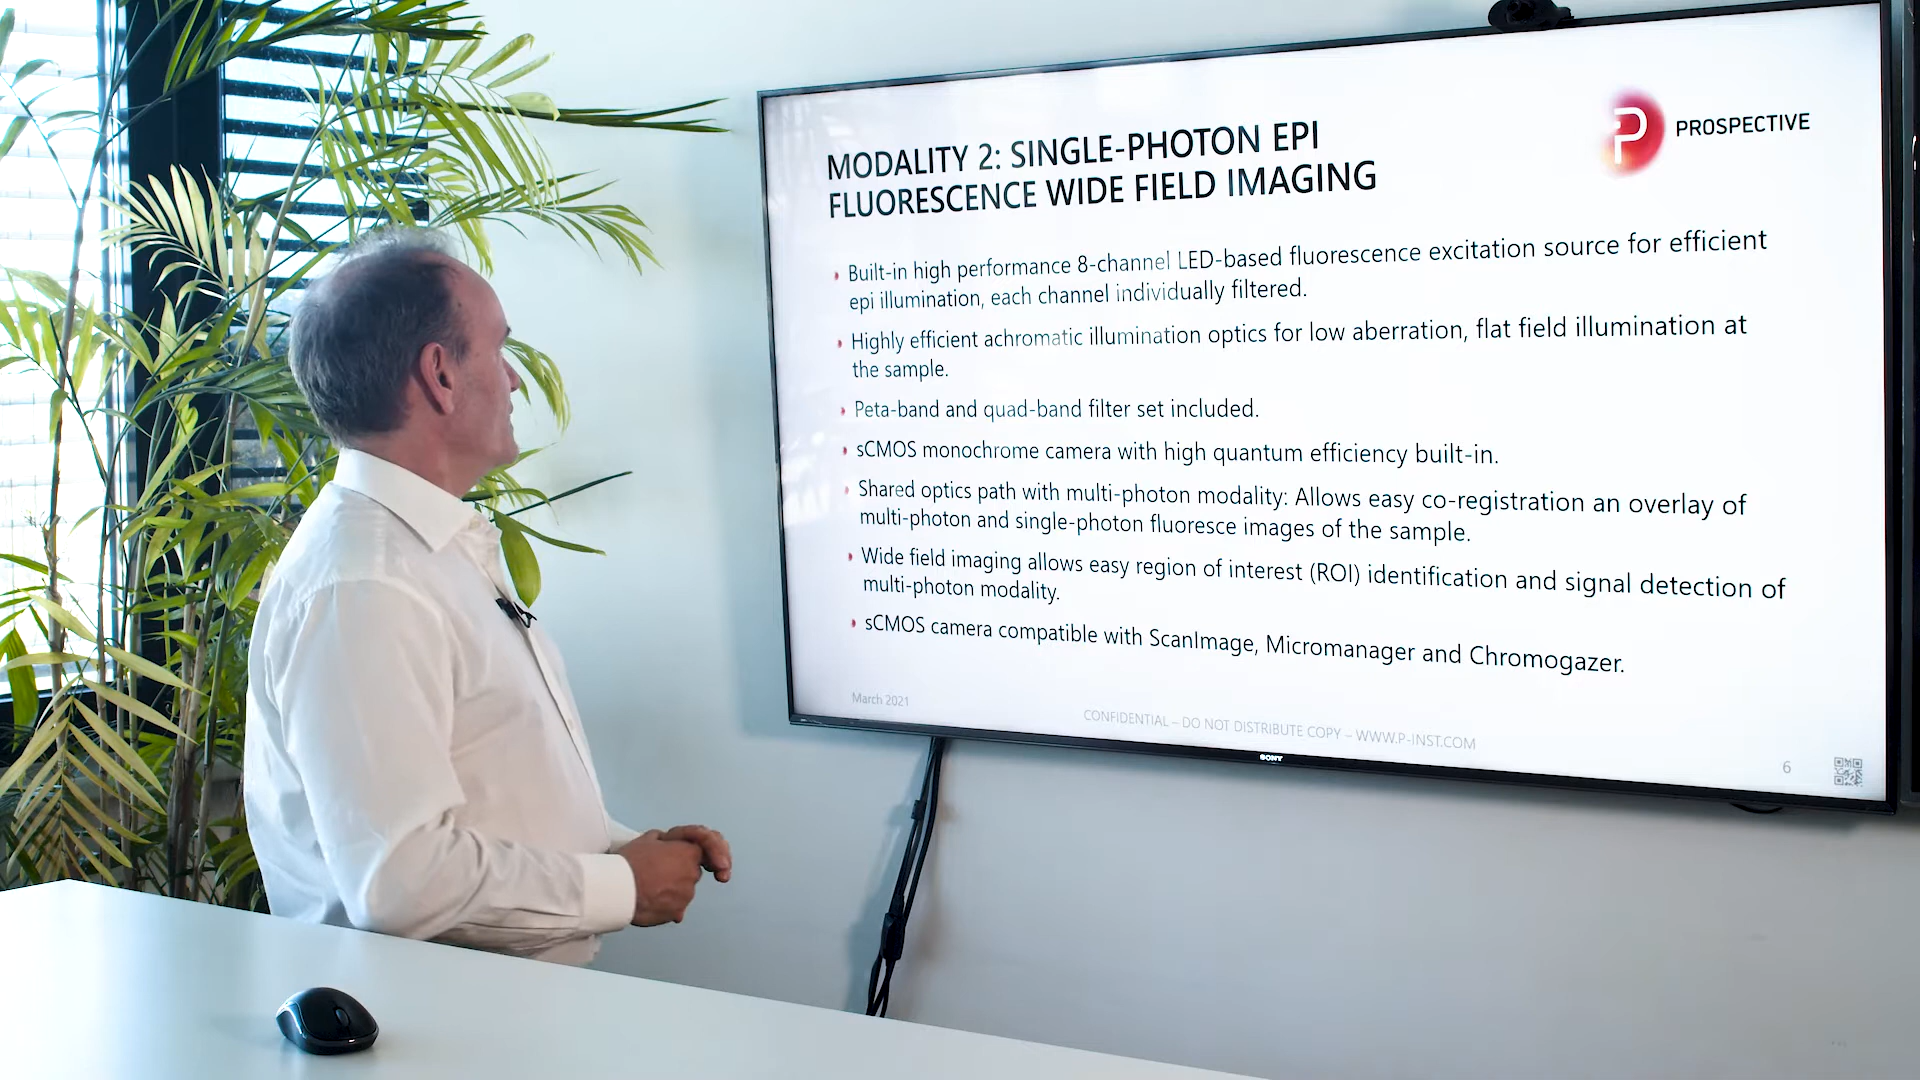 MODALITY 2: SINGLE-PHOTON EPI
FLUORESCENCE WIDE FIELD IMAGING
PROSPECTIVE
Built-in high performance 8-channel LED-based fluorescence excitation source for efficient
epi illumination, each channel individually filtered.
Highly efficient achromatic illumination optics for low aberration, flat field illumination at
the sample.
Peta-band and quad-band filter set included.
sCMOS monochrome camera with high quantum efficiency built-in.
Shared optics path with multi-photon modality: Allows easy co-registration an overlay of
multi-photon and single-photon fluoresce images of the sample.
Wide field imaging allows easy region of interest (ROI) identification and signal detection of
multi-photon modality.
sCMOS camera compatible with ScanImage, Micromanager and Chromogazer.
March 2021
CONFIDENTIAL – DO NOT DISTRIBUTE COPY – WWW.P-INST.COM
6
SONY